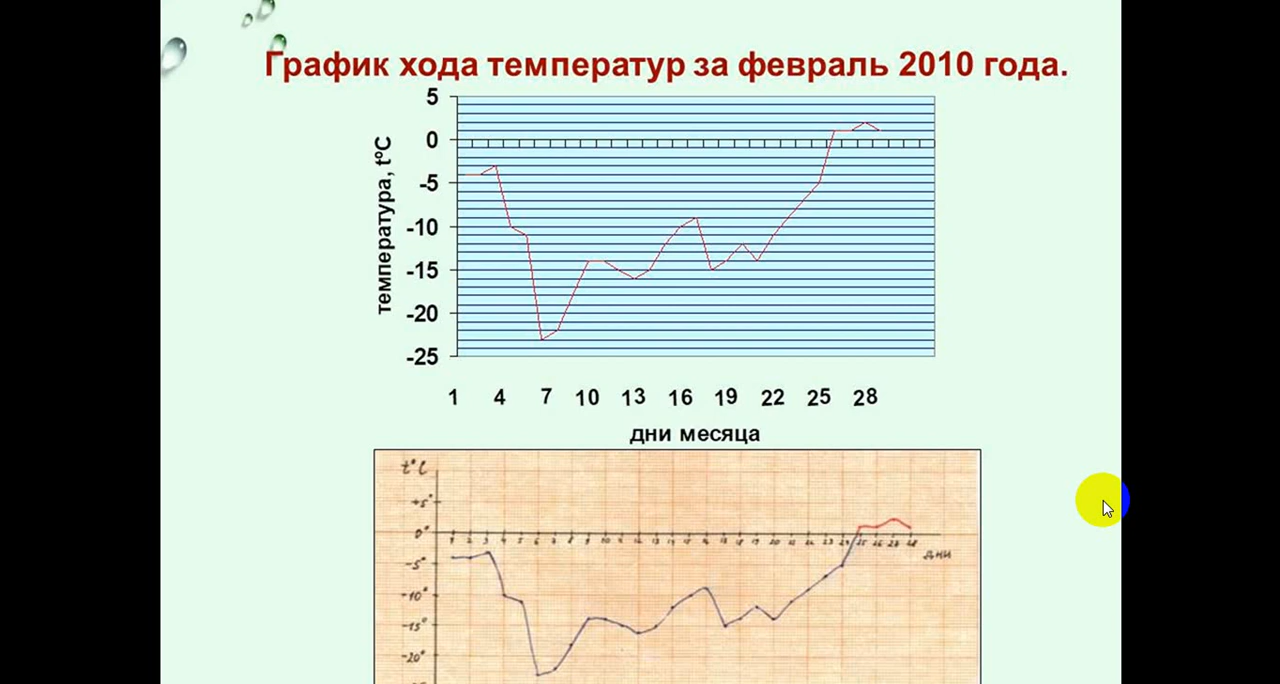 График хода температур за февраль 2010 года.
температура, tºC
5
0
-5
-10
-15
-20
-25
1 4 7 10 13 16 19 22 25 28
дни месяца
t°C
+5°
0°
-5°
-10°
-15°
-20°
дни